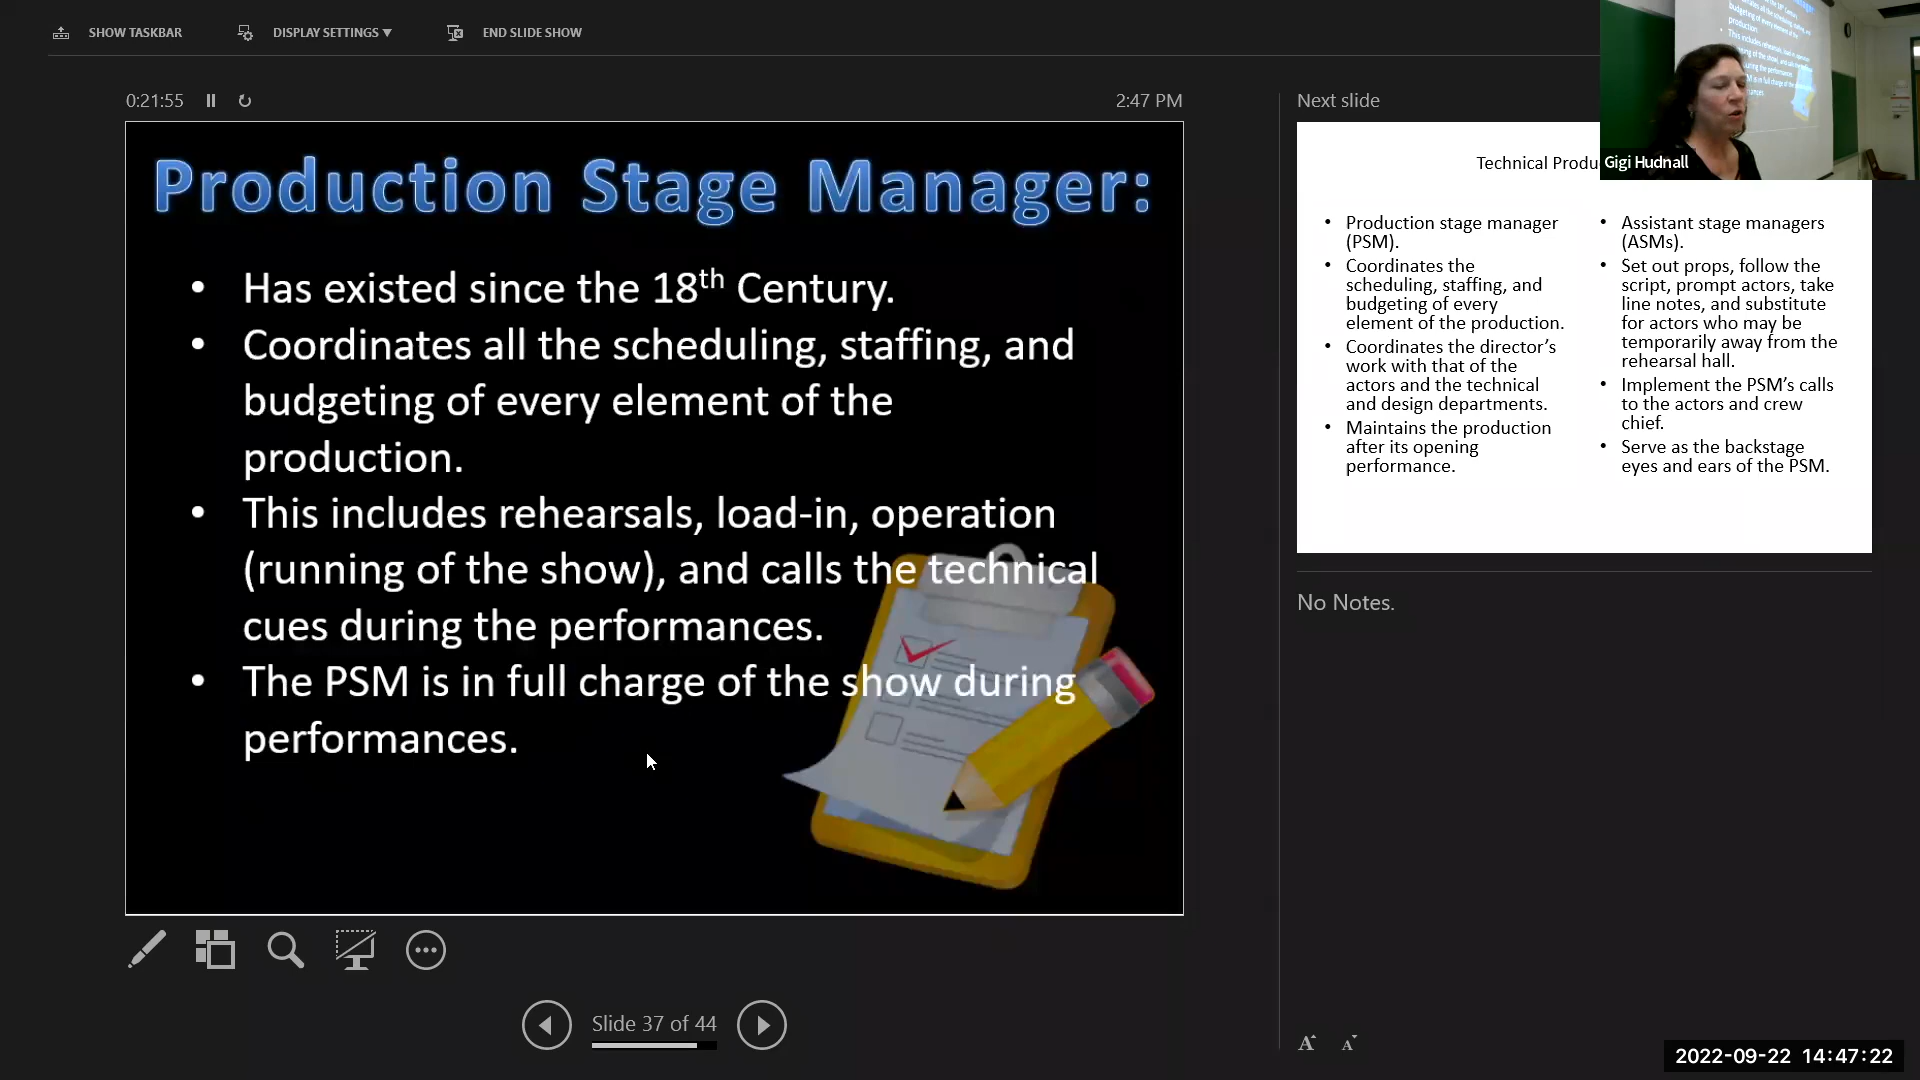 SHOW TASKBAR
DISPLAY SETTINGS ▼
END SLIDE SHOW
0:21:55
2:47 PM
Production Stage Manager:
• Has existed since the 18th Century.
• Coordinates all the scheduling, staffing, and
budgeting of every element of the
production.
• This includes rehearsals, load-in, operation
(running of the show), and calls the technical
cues during the performances.
• The PSM is in full charge of the show during
performances.
Slide 37 of 44
Next slide
Technical Produ
• Production stage manager
(PSM).
• Coordinates the
scheduling, staffing, and
budgeting of every
element of the production.
• Coordinates the director’s
work with that of the
actors and the technical
and design departments.
• Maintains the production
after its opening
performance.
• Assistant stage managers
(ASMs).
• Set out props, follow the
script, prompt actors, take
line notes, and substitute
for actors who may be
temporarily away from the
rehearsal hall.
• Implement the PSM’s calls
to the actors and crew
chief.
• Serve as the backstage
eyes and ears of the PSM.
No Notes.
A A
Gigi Hudnall
2022-09-22 14:47:22